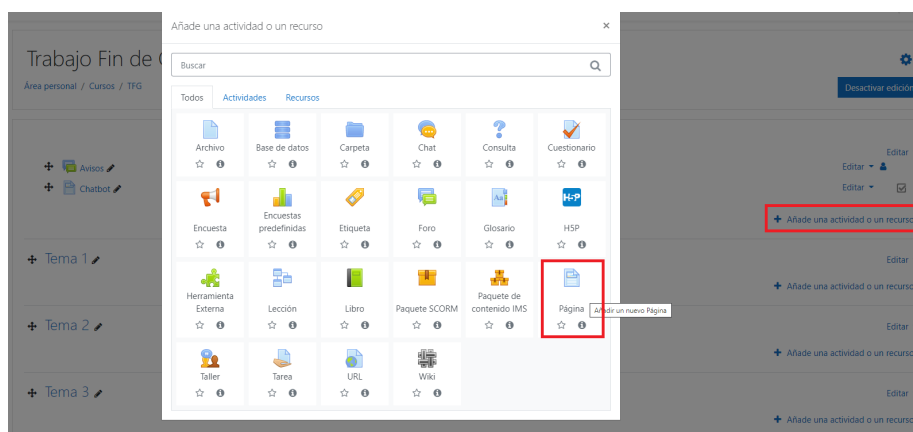 Añade una actividad o un recurso
×
Trabajo Fin de
Área personal / Cursos / TFG
Desactivar edición
Buscar
Todos
Actividades
Recursos
Archivo
Base de datos
Carpeta
Chat
Consulta
Cuestionario
Encuesta
Encuestas
predefinidas
Etiqueta
Foro
Glosario
H5P
Herramienta
Externa
Lección
Libro
Paquete SCORM
Paquete de
contenido IMS
Página
Añadir un nuevo Página
Taller
Tarea
URL
Wiki
Avisos
Chatbot
Editar
Editar
Editar
+ Añade una actividad o un recurso
Tema 1
Editar
+ Añade una actividad o un recurso
Tema 2
Editar
+ Añade una actividad o un recurso
Tema 3
Editar
+ Añade una actividad o un recurso